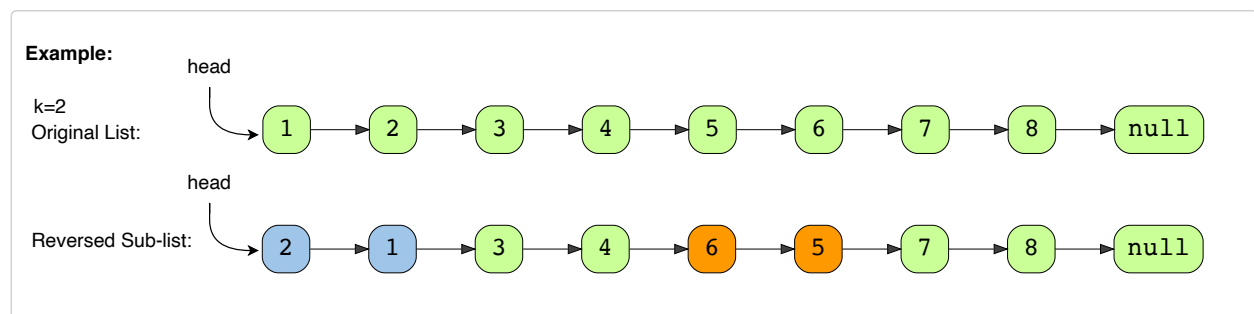 Example:
head
k=2
Original List:
1 2 3 4 5 6 7 8 null
head
Reversed Sub-list:
2 1 3 4 6 5 7 8 null